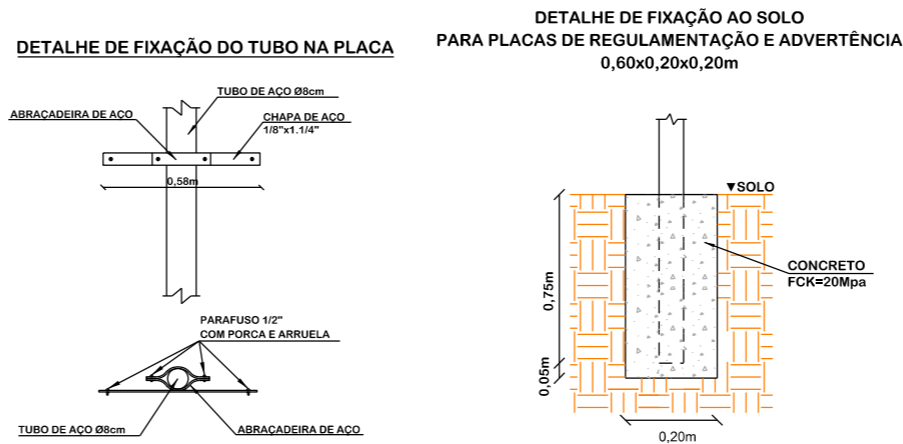 DETALHE DE FIXAÇÃO DO TUBO NA PLACA
TUBO DE AÇO Ø8cm
ABRAÇADEIRA DE AÇO
CHAPA DE AÇO
1/8"x1.1/4"
0,58m
PARAFUSO 1/2"
COM PORCA E ARRUELA
TUBO DE AÇO Ø8cm
ABRAÇADEIRA DE AÇO
DETALHE DE FIXAÇÃO AO SOLO
PARA PLACAS DE REGULAMENTAÇÃO E ADVERTÊNCIA
0,60x0,20x0,20m
▼SOLO
CONCRETO
FCK=20Mpa
0,75m
0,05m
0,20m